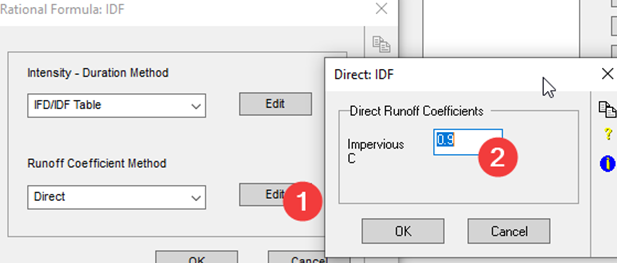 Rational Formula: IDF
Intensity - Duration Method
IFD/IDF Table
Edit
Runoff Coefficient Method
Direct
Edit
1
OK
Cancel
Direct: IDF
Direct Runoff Coefficients
Impervious
C
0.9
2
OK
Cancel
?
i